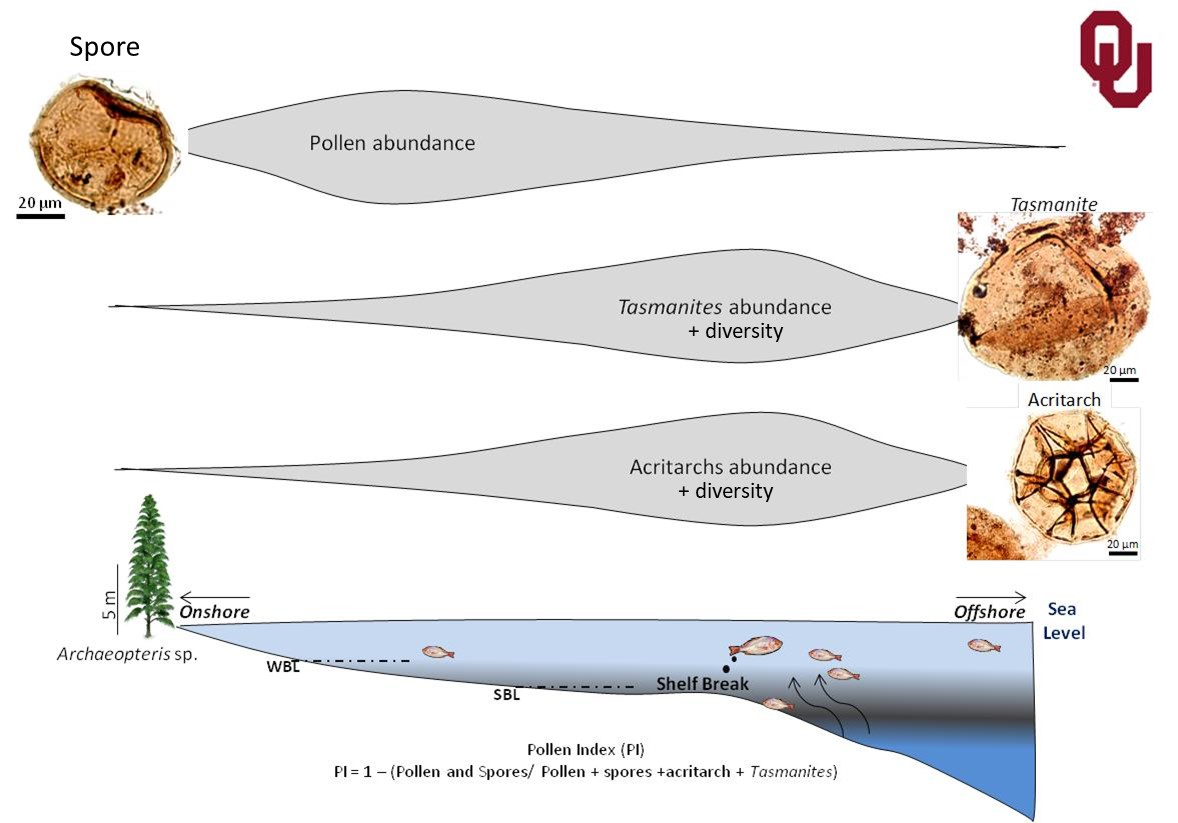 Spore
OU
20 µm
Pollen abundance
Tasmanite
Tasmanites abundance
+ diversity
20 µm
Acritarch
Acritarchs abundance
+ diversity
20 µm
5 m
Onshore
Offshore
Sea
Level
Archaeopteris sp.
WBL
SBL
Shelf Break
Pollen Index (PI)
PI = 1 – (Pollen and Spores/ Pollen + spores +acritarch + Tasmanites)